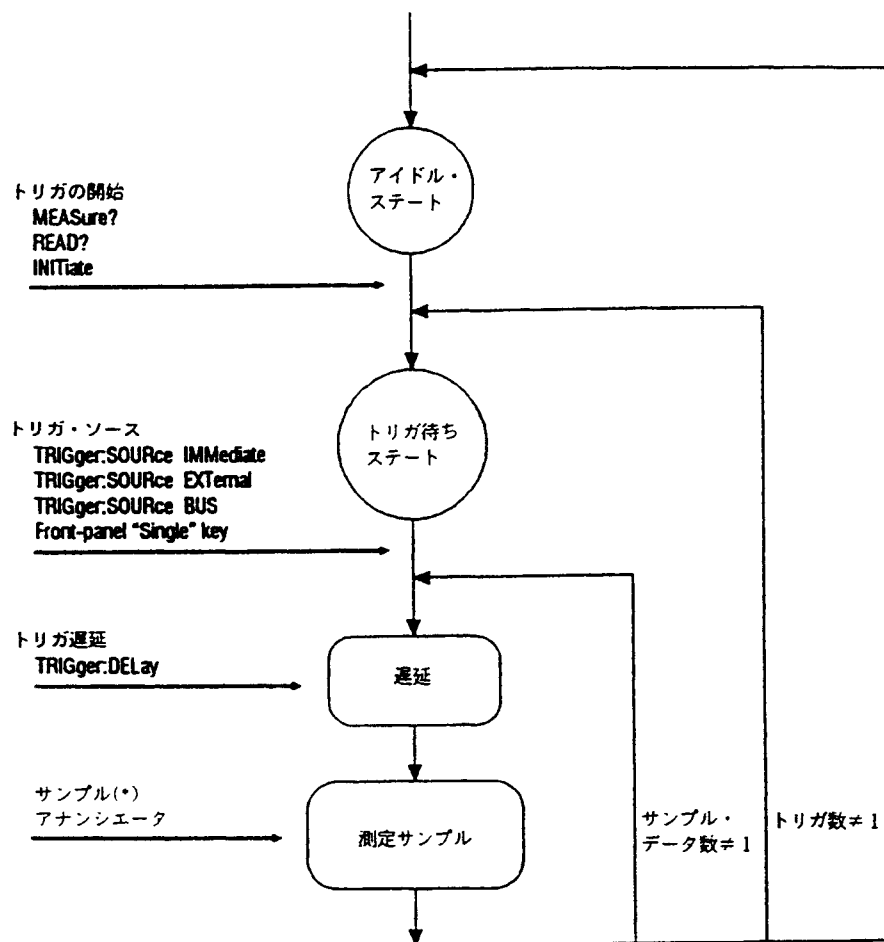 アイドル・
ステート
トリガの開始
MEASure?
READ?
INITiate
トリガ・ソース
TRIGger:SOURce IMMediate
TRIGger:SOURce EXTernal
TRIGger:SOURce BUS
Front-panel “Single” key
トリガ待ち
ステート
トリガ遅延
TRIGger:DELay
遅延
サンプル(*)
アナンシエータ
測定サンプル
サンプル・
データ数≠1
トリガ数≠1